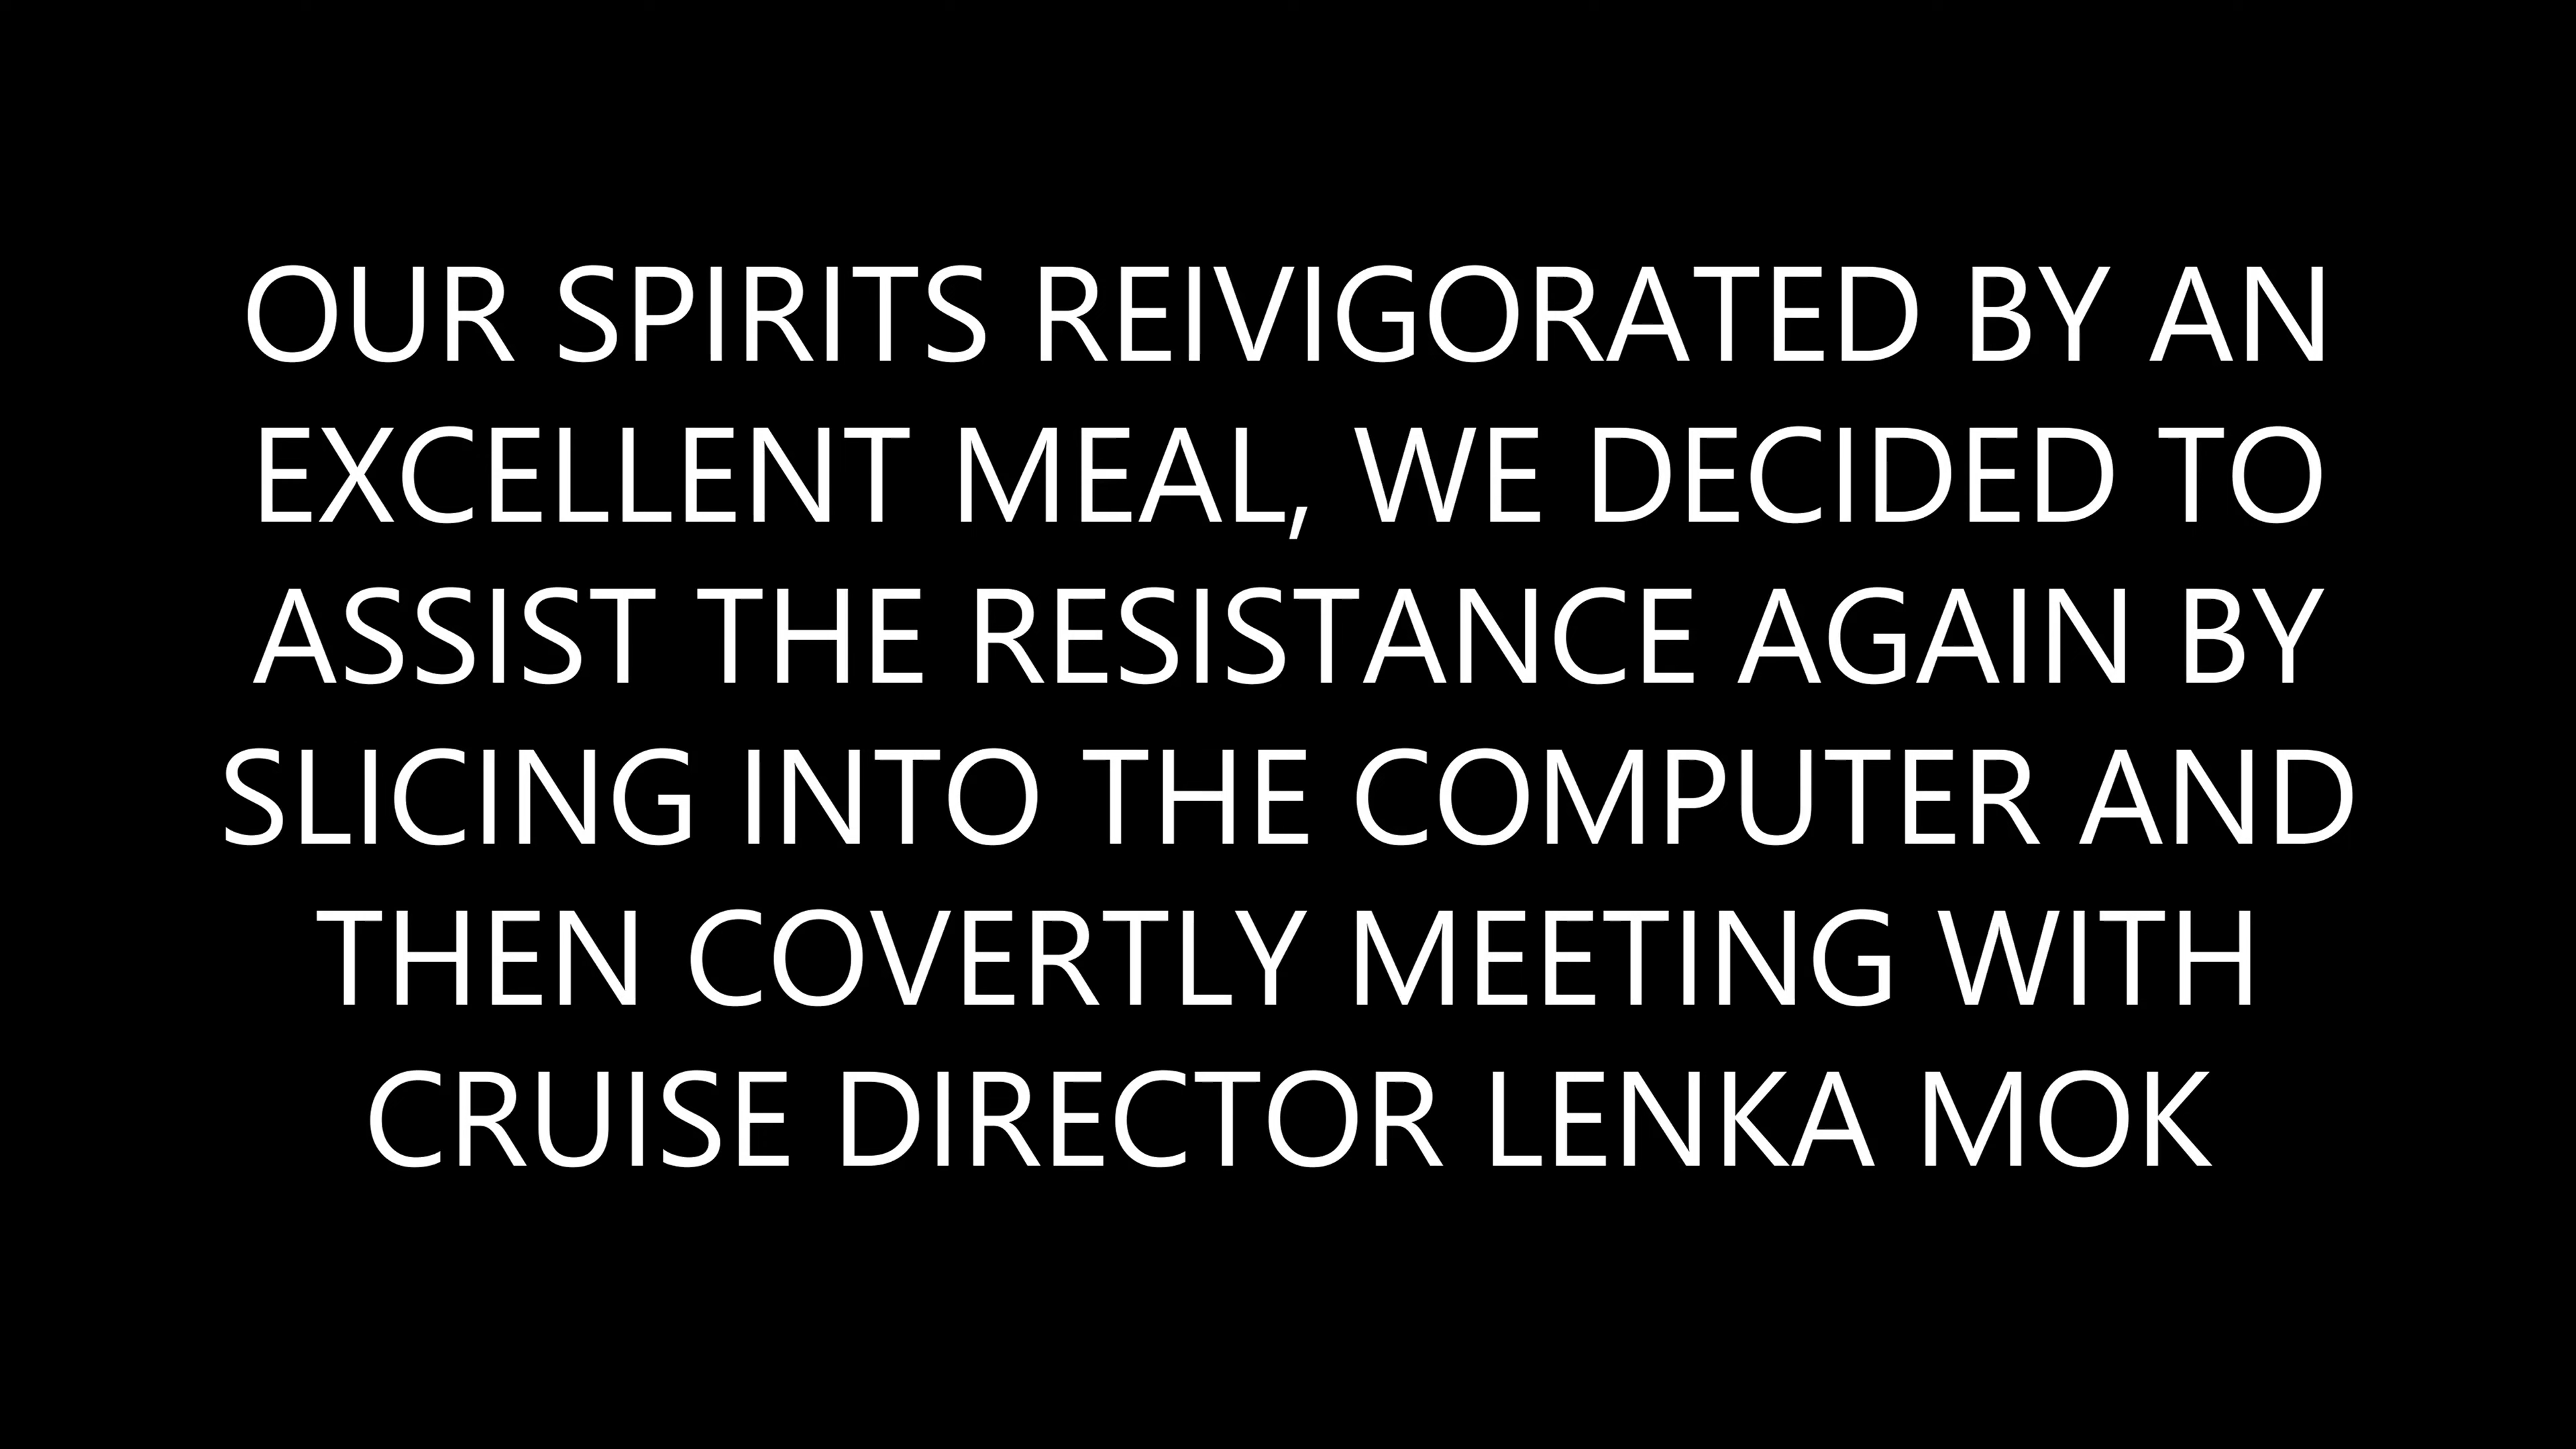 OUR SPIRITS REIVIGORATED BY AN
EXCELLENT MEAL, WE DECIDED TO
ASSIST THE RESISTANCE AGAIN BY
SLICING INTO THE COMPUTER AND
THEN COVERTLY MEETING WITH
CRUISE DIRECTOR LENKA MOK